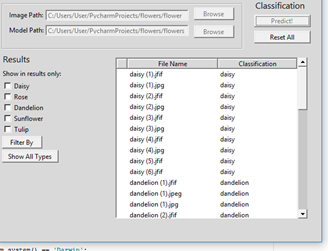 Classification
Image Path: C:/Users/User/PycharmProjects/flowers/flower Browse Predict!
Model Path: C:/Users/User/PycharmProjects/flowers/flowers Browse
Reset All
Results
Show in results only:
Daisy
Rose
Dandelion
Sunflower
Tulip
Filter By
Show All Types
File Name Classification
daisy (1).jfif daisy
daisy (1).jpg daisy
daisy (2).jfif daisy
daisy (2).jpg daisy
daisy (3).jfif daisy
daisy (3).jpg daisy
daisy (4).jfif daisy
daisy (4).jpg daisy
daisy (5).jfif daisy
daisy (6).jfif daisy
dandelion (1).jfif dandelion
dandelion (1).jpeg dandelion
dandelion (1).jpg dandelion
dandelion (2).jfif dandelion
system() == 'Darwin':